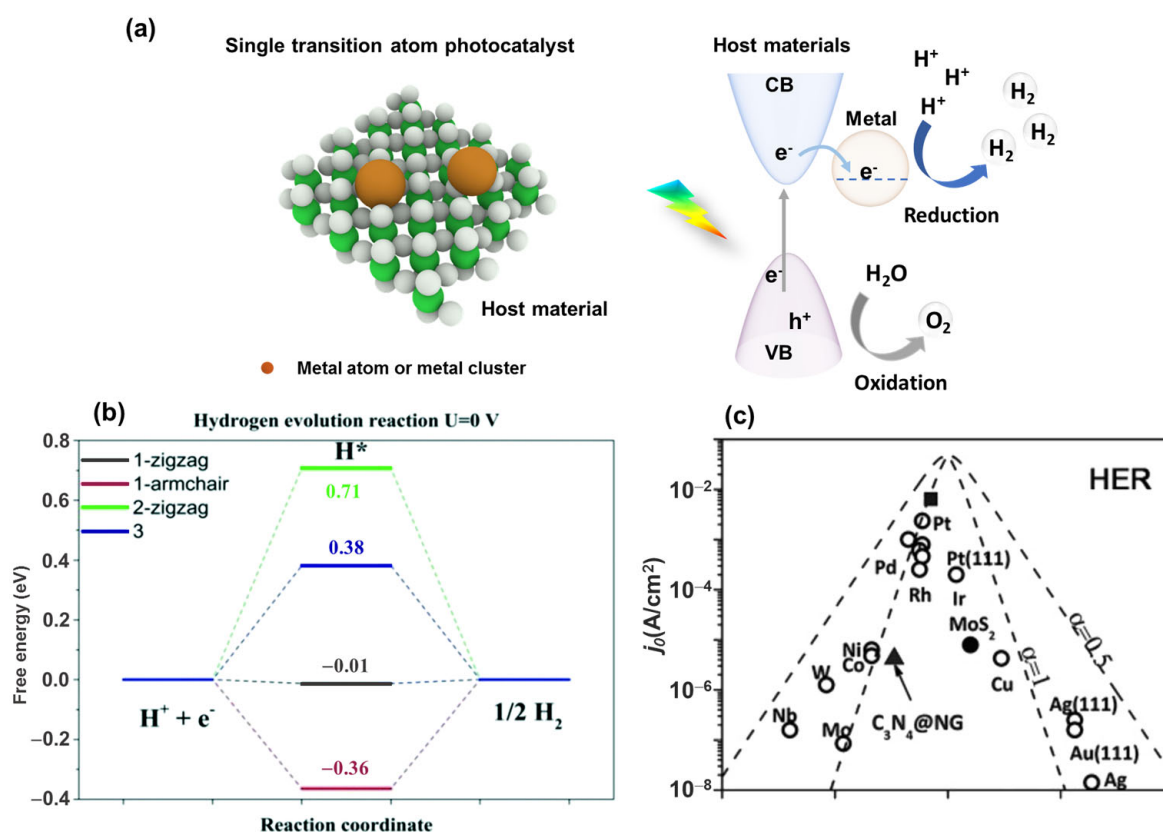 (a)
Single transition atom photocatalyst
Host material
Metal atom or metal cluster
Host materials
CB
e-
Metal
e-
H+
H+
H+
H2
H2
H2
Reduction
e-
h+
VB
H2O
O2
Oxidation
(b)
Hydrogen evolution reaction U=0 V
Free energy (eV)
0.8
0.6
0.4
0.2
0.0
−0.2
−0.4
1-zigzag
1-armchair
2-zigzag
3
H*
0.71
0.38
−0.01
−0.36
H+ + e-
1/2 H2
Reaction coordinate
(c)
HER
j0(A/cm2)
10−2
10−4
10−6
10−8
Pt
Pd
Pt(111)
Rh
Ir
MoS2
Ni
Co
W
Cu
Nb
Mo
C3N4@NG
Ag(111)
Au(111)
Ag
α=1
α=0.5